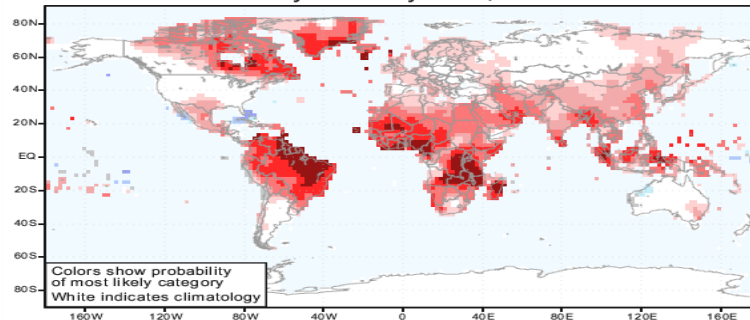 80N
60N
40N
20N
EQ
20S
40S
60S
80S
Colors show probability
of most likely category
White indicates climatology
160W 120W 80W 40W 0 40E 80E 120E 160E